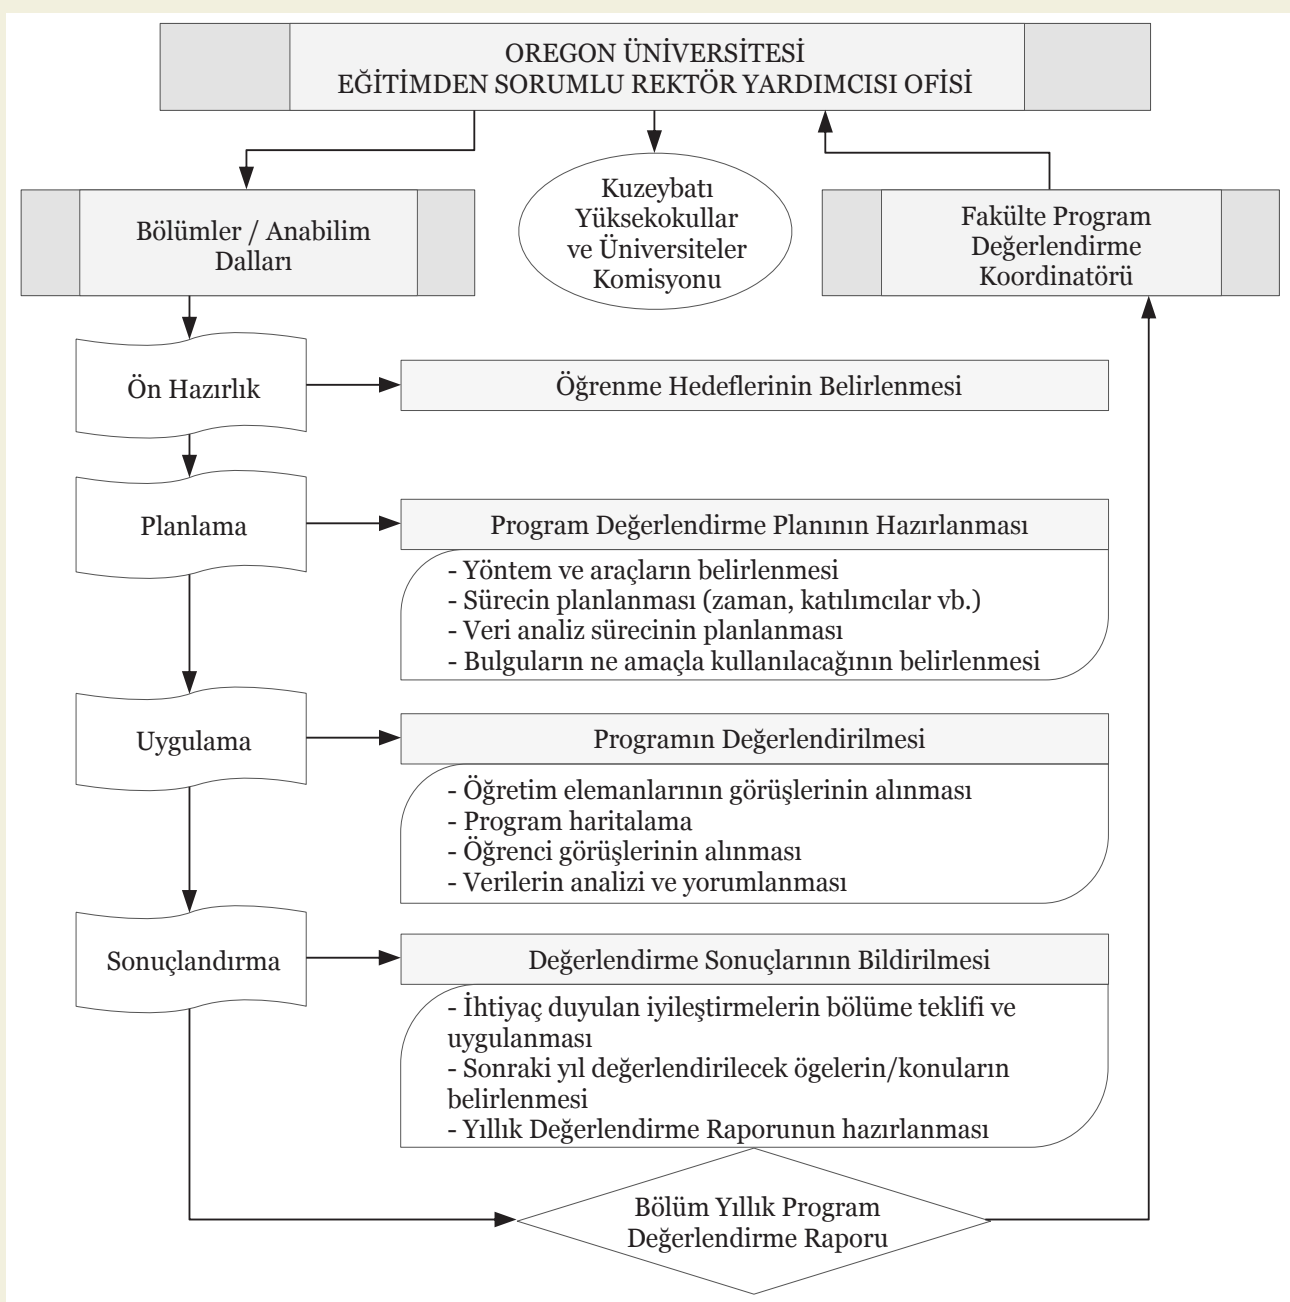 OREGON ÜNİVERSİTESİ
EĞİTİMDEN SORUMLU REKTÖR YARDIMCISI OFİSİ
Bölümler / Anabilim
Dalları
Kuzeybatı
Yüksekokullar
ve Üniversiteler
Komisyonu
Fakülte Program
Değerlendirme
Koordinatörü
Ön Hazırlık
Öğrenme Hedeflerinin Belirlenmesi
Planlama
Program Değerlendirme Planının Hazırlanması
- Yöntem ve araçların belirlenmesi
- Sürecin planlanması (zaman, katılımcılar vb.)
- Veri analiz sürecinin planlanması
- Bulguların ne amaçla kullanılacağının belirlenmesi
Uygulama
Programın Değerlendirilmesi
- Öğretim elemanlarının görüşlerinin alınması
- Program haritalama
- Öğrenci görüşlerinin alınması
- Verilerin analizi ve yorumlanması
Sonuçlandırma
Değerlendirme Sonuçlarının Bildirilmesi
- İhtiyaç duyulan iyileştirmelerin bölüme teklifi ve
uygulanması
- Sonraki yıl değerlendirilecek ögelerin/konuların
belirlenmesi
- Yıllık Değerlendirme Raporunun hazırlanması
Bölüm Yıllık Program
Değerlendirme Raporu